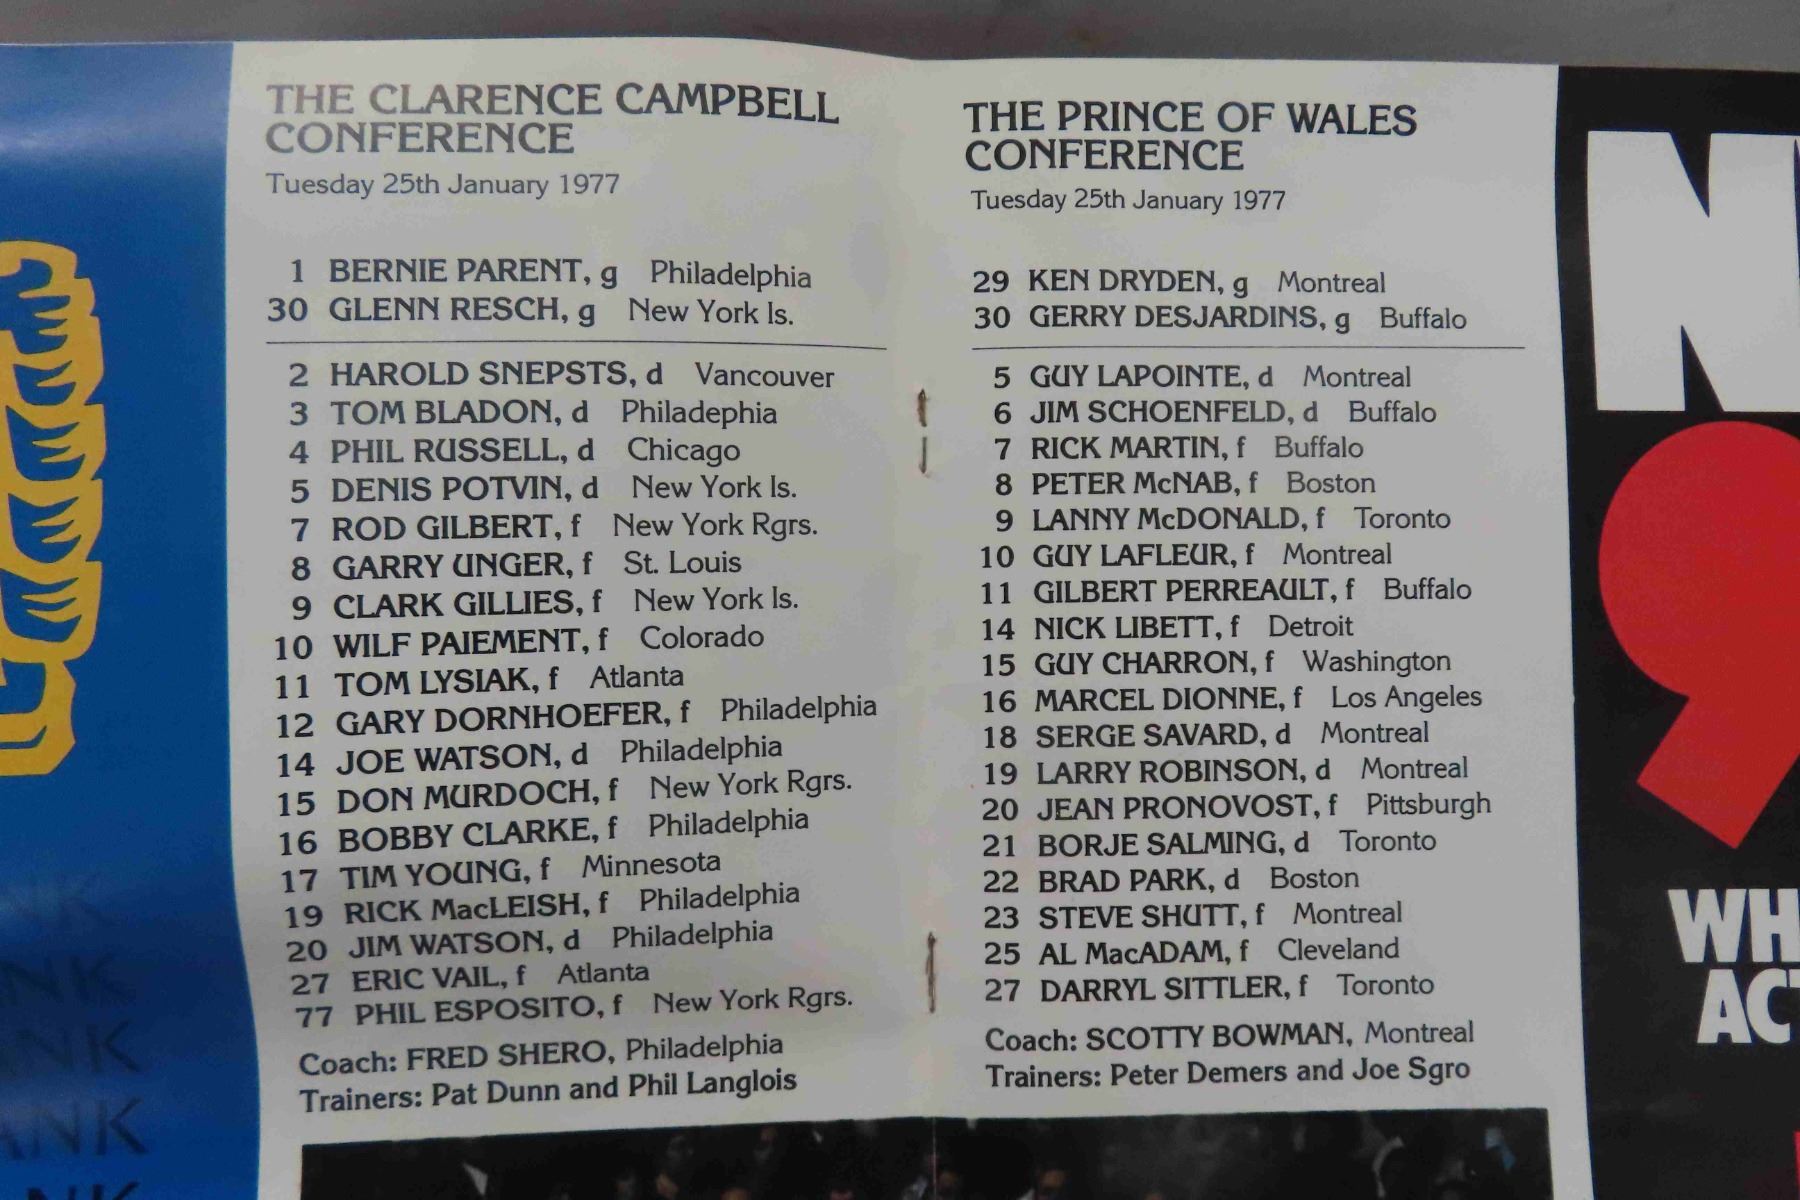 THE CLARENCE CAMPBELL
CONFERENCE
Tuesday 25th January 1977
1 BERNIE PARENT, g Philadelphia
30 GLENN RESCH, g New York Is.
2 HAROLD SNEPSTS, d Vancouver
3 TOM BLADON, d Philadephia
4 PHIL RUSSELL, d Chicago
5 DENIS POTVIN, d New York Is.
7 ROD GILBERT, f New York Rgrs.
8 GARRY UNGER, f St. Louis
9 CLARK GILLIES, f New York Is.
10 WILF PAIEMENT, f Colorado
11 TOM LYSIAK, f Atlanta
12 GARY DORNHOEFER, f Philadelphia
14 JOE WATSON, d Philadelphia
15 DON MURDOCH, f New York Rgrs.
16 BOBBY CLARKE, f Philadelphia
17 TIM YOUNG, f Minnesota
19 RICK MacLEISH, f Philadelphia
20 JIM WATSON, d Philadelphia
27 ERIC VAIL, f Atlanta
77 PHIL ESPOSITO, f New York Rgrs.
Coach: FRED SHERO, Philadelphia
Trainers: Pat Dunn and Phil Langlois
THE PRINCE OF WALES
CONFERENCE
Tuesday 25th January 1977
29 KEN DRYDEN, g Montreal
30 GERRY DESJARDINS, g Buffalo
5 GUY LAPOINTE, d Montreal
6 JIM SCHOENFELD, d Buffalo
7 RICK MARTIN, f Buffalo
8 PETER McNAB, f Boston
9 LANNY McDONALD, f Toronto
10 GUY LAFLEUR, f Montreal
11 GILBERT PERREAULT, f Buffalo
14 NICK LIBETT, f Detroit
15 GUY CHARRON, f Washington
16 MARCEL DIONNE, f Los Angeles
18 SERGE SAVARD, d Montreal
19 LARRY ROBINSON, d Montreal
20 JEAN PRONOVOST, f Pittsburgh
21 BORJE SALMING, d Toronto
22 BRAD PARK, d Boston
23 STEVE SHUTT, f Montreal
25 AL MacADAM, f Cleveland
27 DARRYL SITTLER, f Toronto
Coach: SCOTTY BOWMAN, Montreal
Trainers: Peter Demers and Joe Sgro
9
WH
ACT